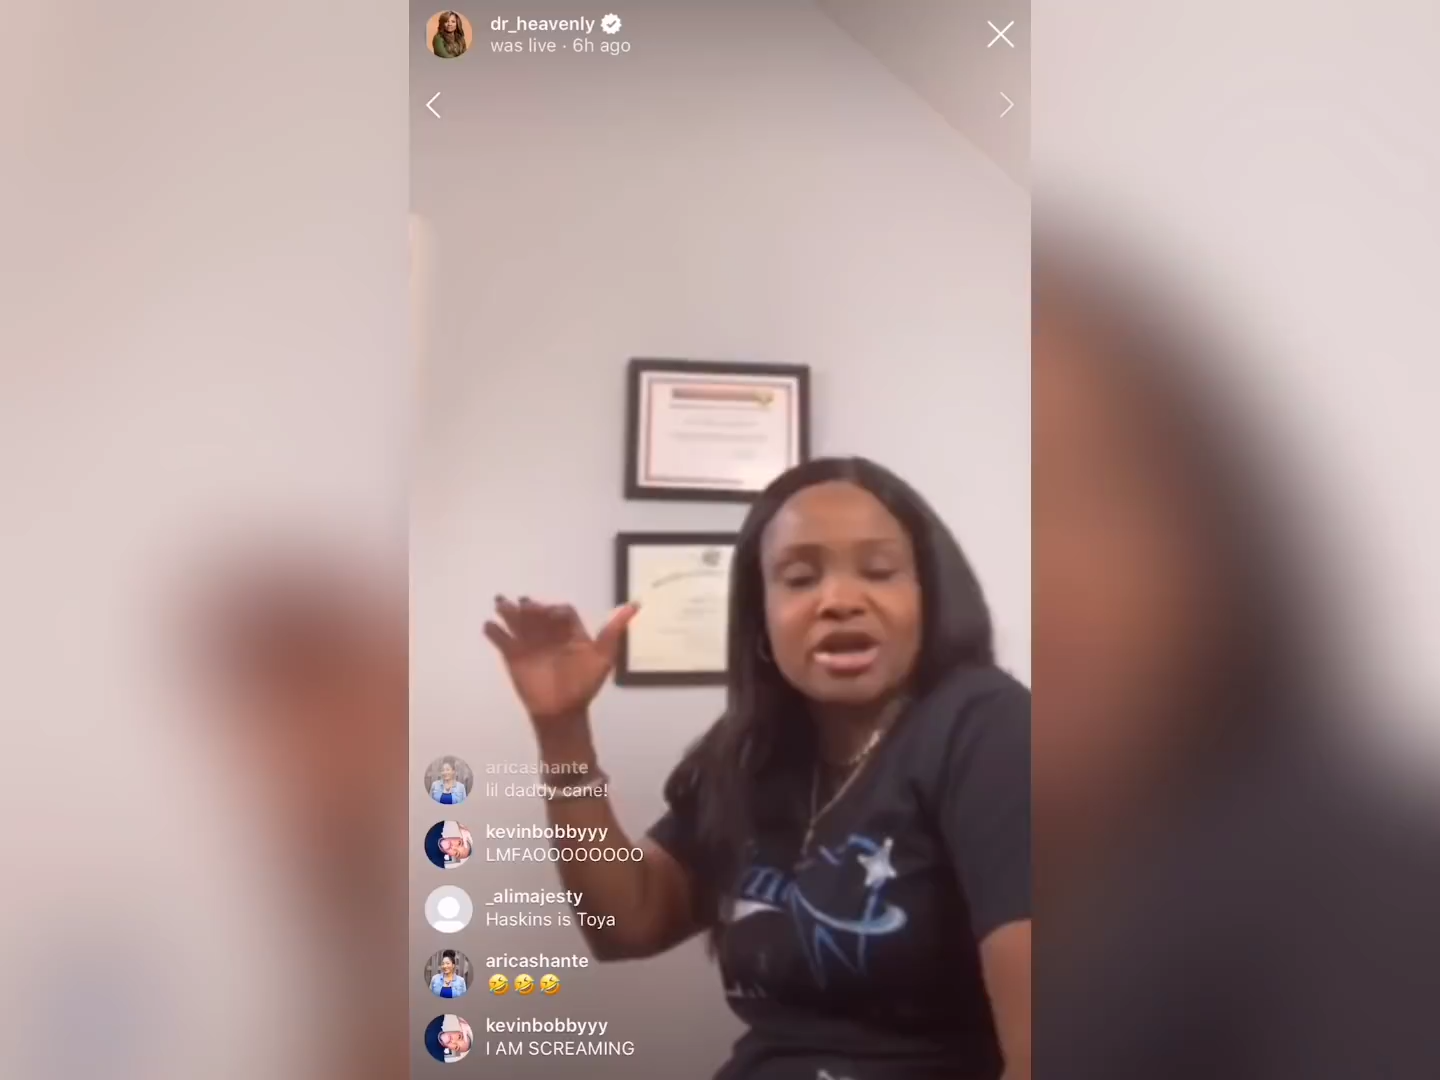 dr_heavenly
was live · 6h ago
aricashante
lil daddy cane!
kevinbobbyyy
LMFAOOOOOOOO
_alimajesty
Haskins is Toya
aricashante
🤣🤣🤣
kevinbobbyyy
I AM SCREAMING